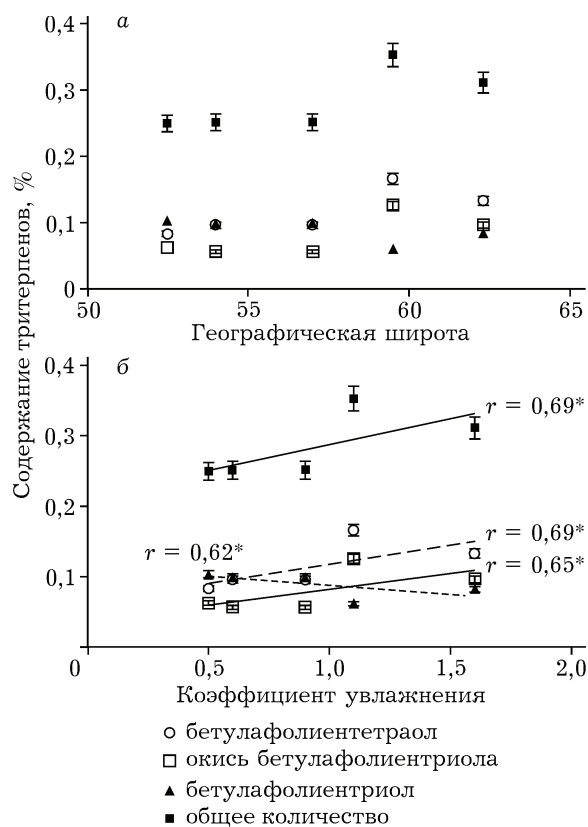 Содержание тритерпенов, %
а
0,4
0,3
0,2
0,1
0
50
55
60
65
Географическая широта
б
0,4
0,3
0,2
0,1
r = 0,69*
r = 0,69*
r = 0,62*
r = 0,65*
0
0,5
1,0
1,5
2,0
Коэффициент увлажнения
бетулафолиентетраол
окись бетулафолиентриола
бетулафолиентриол
общее количество